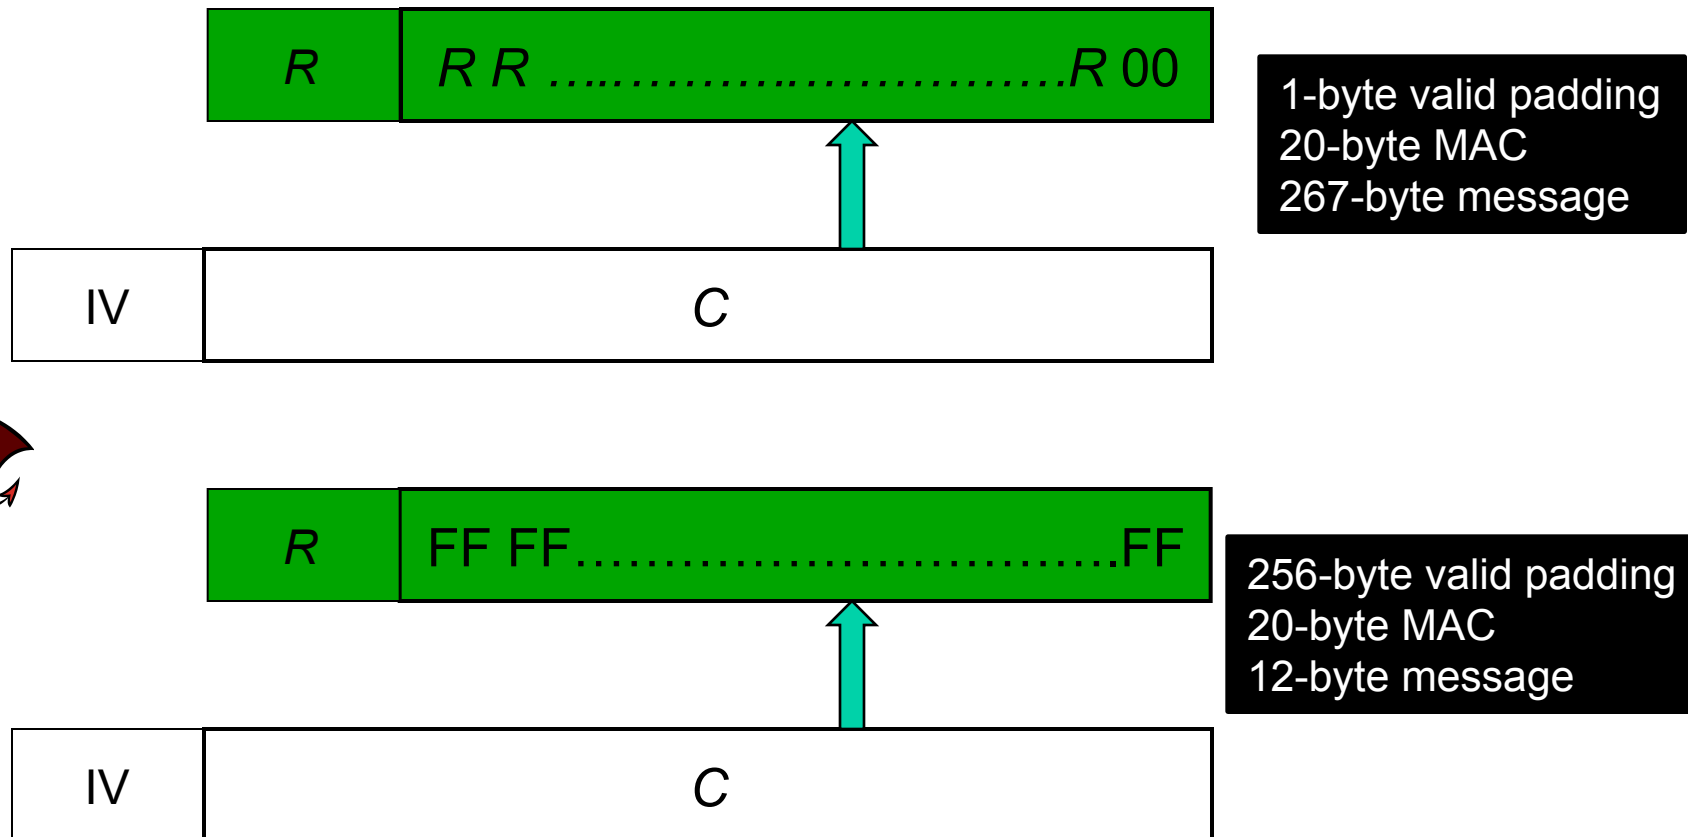 R R R ................................R 00
1-byte valid padding
20-byte MAC
267-byte message
IV C
R FF FF................................FF
256-byte valid padding
20-byte MAC
12-byte message
IV C